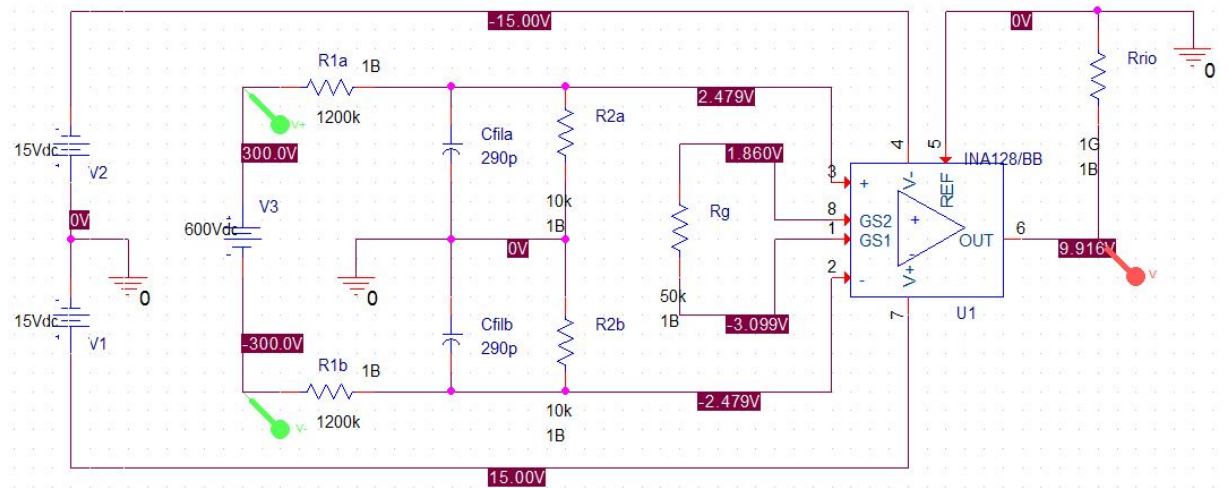 -15.00V
0V
R1a
1B
1200k
V+
Rrio
0
2.479V
R2a
Cfila
290p
15Vdc
V2
300.0V
1.860V
4
5
1G
1B
INA128/BB
3
+
V-
REF
10k
1B
Rg
V3
600Vdc
8
GS2
+
1
GS1
-
OUT
6
0V
0V
9.916V
V
0
0
2
-
V+
50k
1B
-3.099V
7
U1
15Vdc
V1
Cfilb
290p
R2b
-300.0V
R1b
1B
1200k
V-
-2.479V
10k
1B
15.00V